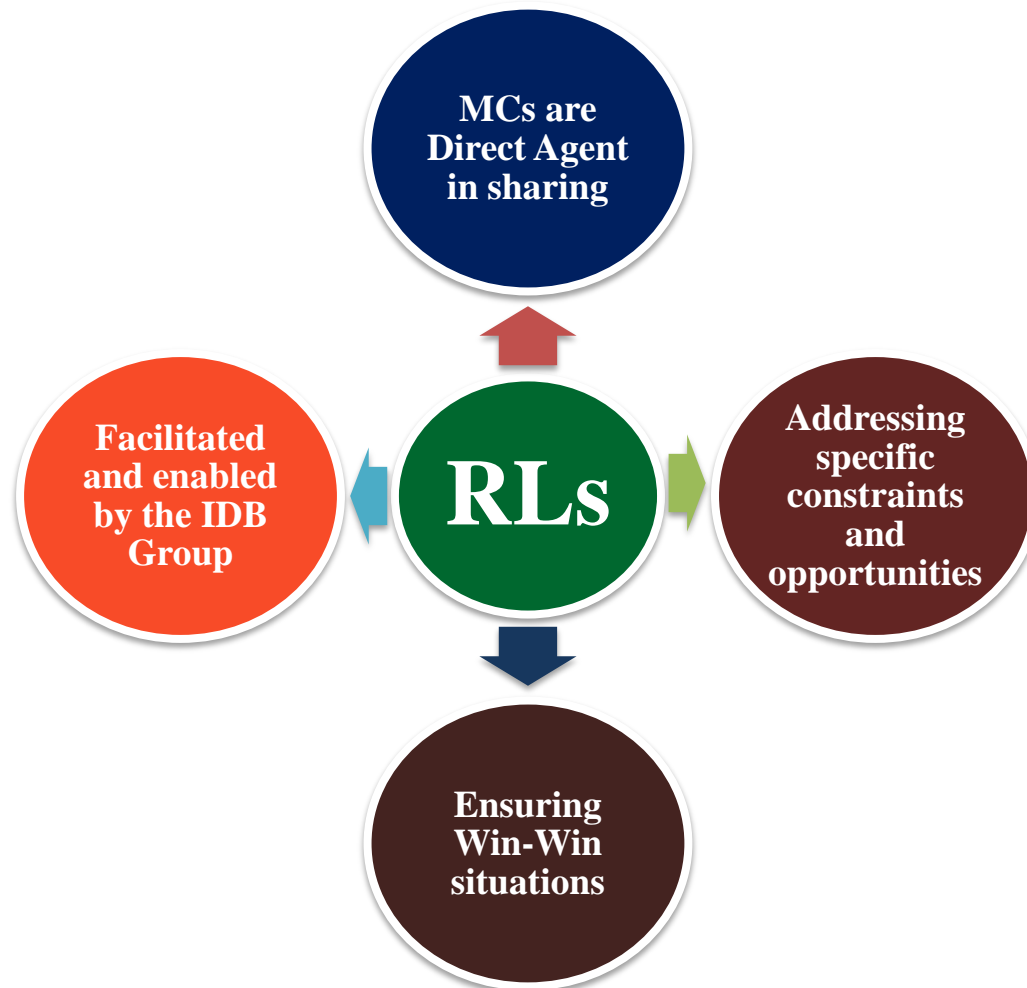 MCs are
Direct Agent
in sharing
Facilitated
and enabled
by the IDB
Group
RLs
Addressing
specific
constraints
and
opportunities
Ensuring
Win-Win
situations